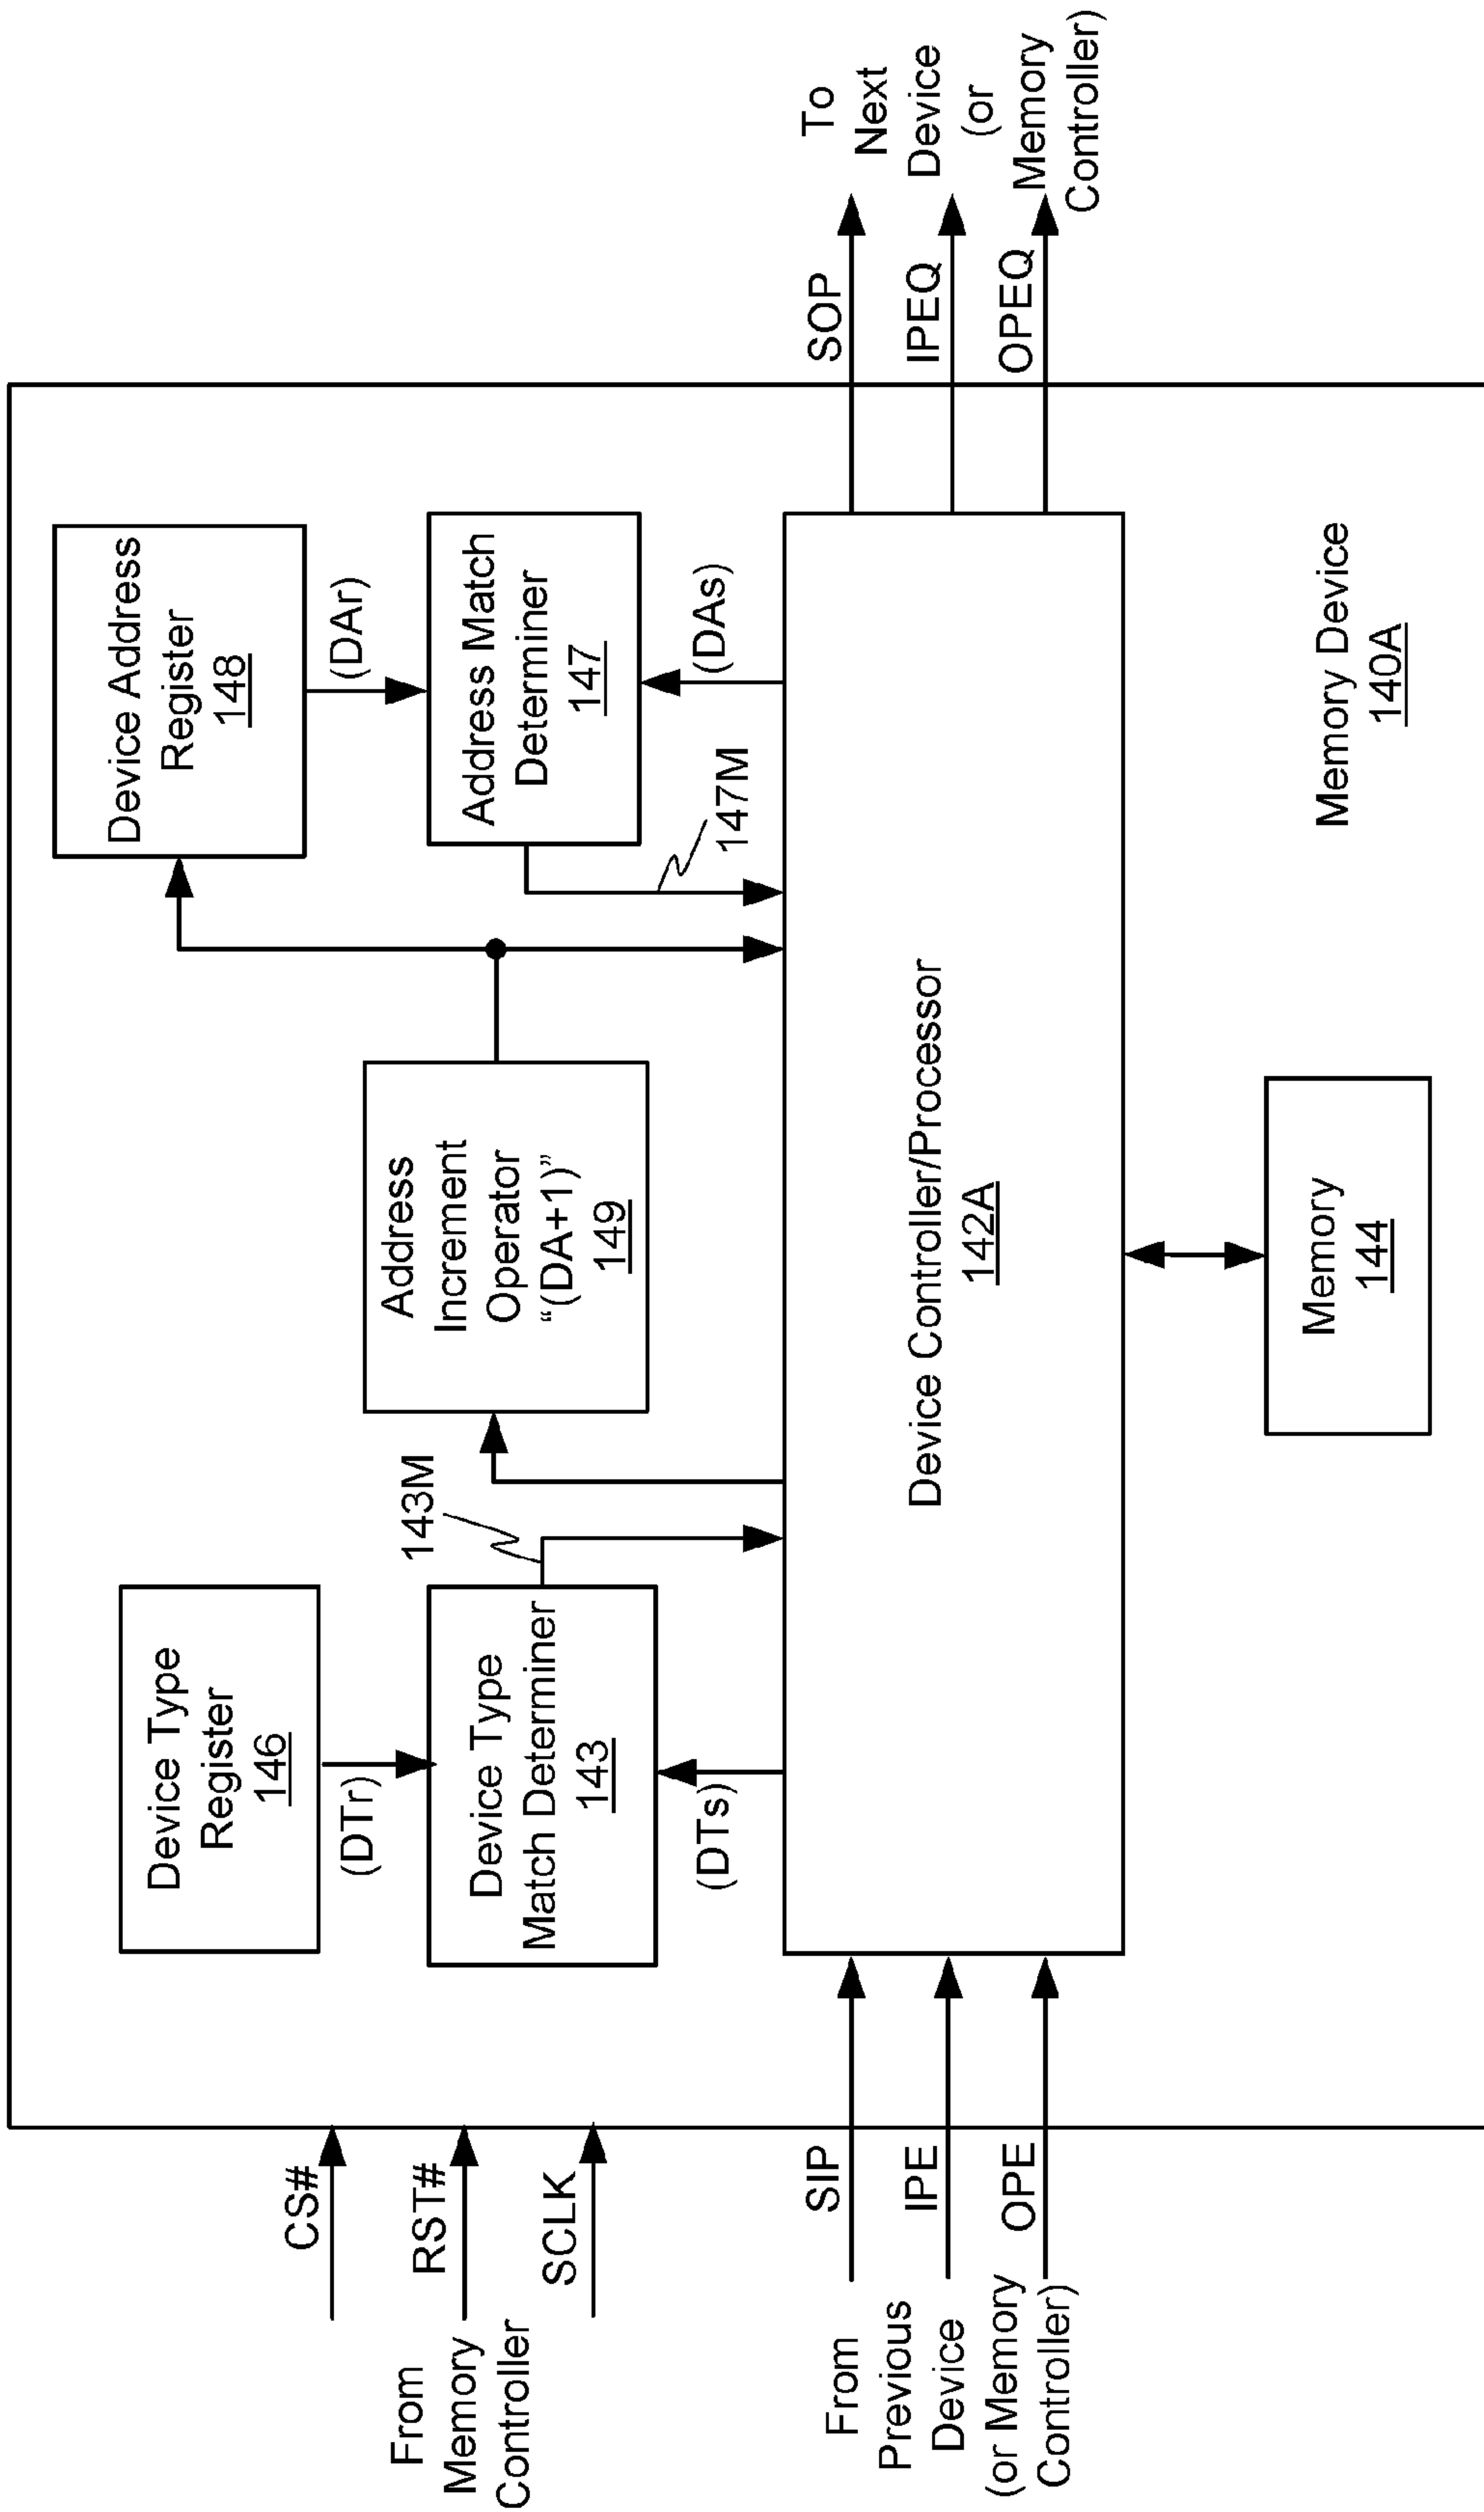 CS#
From
Memory
Controller
RST#
SCLK
Device Type
Register
146
(DTr)
Device Type
Match Determiner
143
(DTs)
143M
Address
Increment
Operator
“(DA+1)”
149
Device Address
Register
148
(DAr)
Address Match
Determiner
147
(DAs)
147M
From
Previous
Device
(or Memory
Controller)
SIP
IPE
OPE
Device Controller/Processor
142A
SOP
IPEQ
OPEQ
To
Next
Device
(or
Memory
Controller)
Memory
144
Memory Device
140A